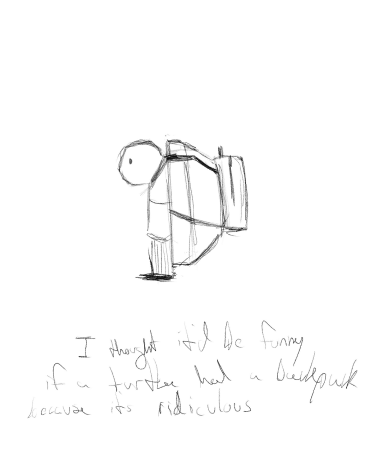 I thought it'd be funny
if a turtle had a backpack
because its ridiculous